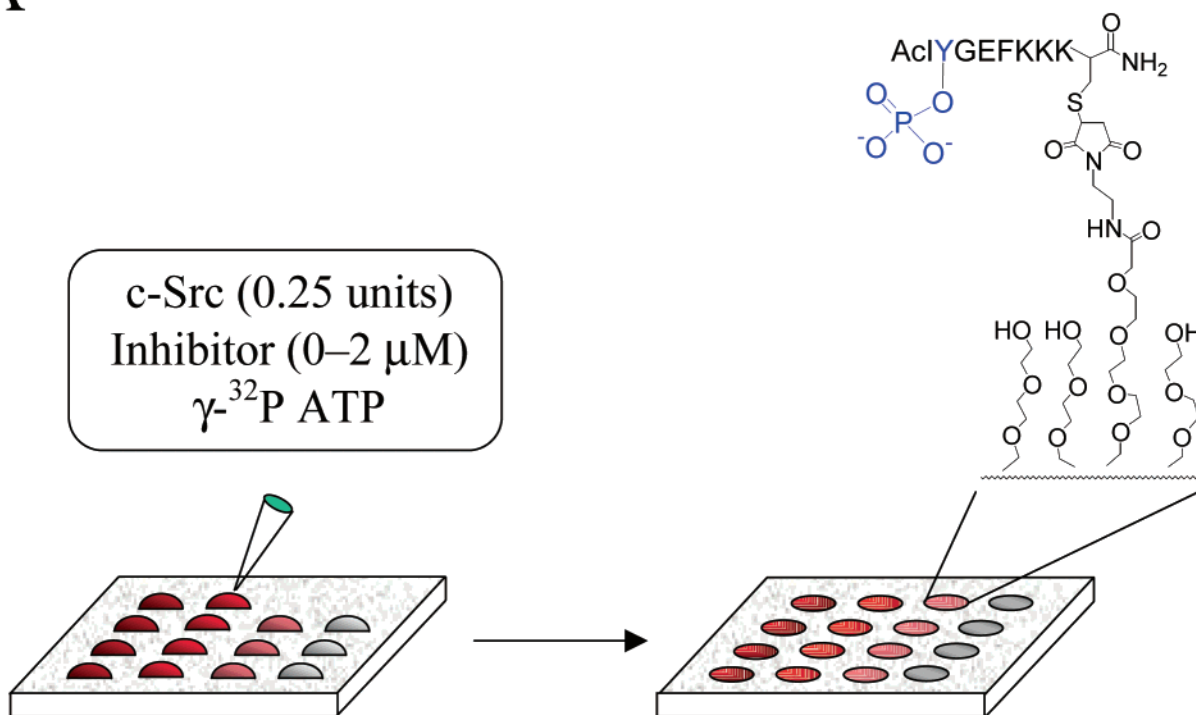 O
AcIYGEFKKK
NH₂
O
O
S
P
⁻O
O⁻
O
N
O
HN
O
c-Src (0.25 units)
Inhibitor (0–2 μM)
γ-³²P ATP
O
HO
HO
O
OH
O
O
O
O
O
O
O
O